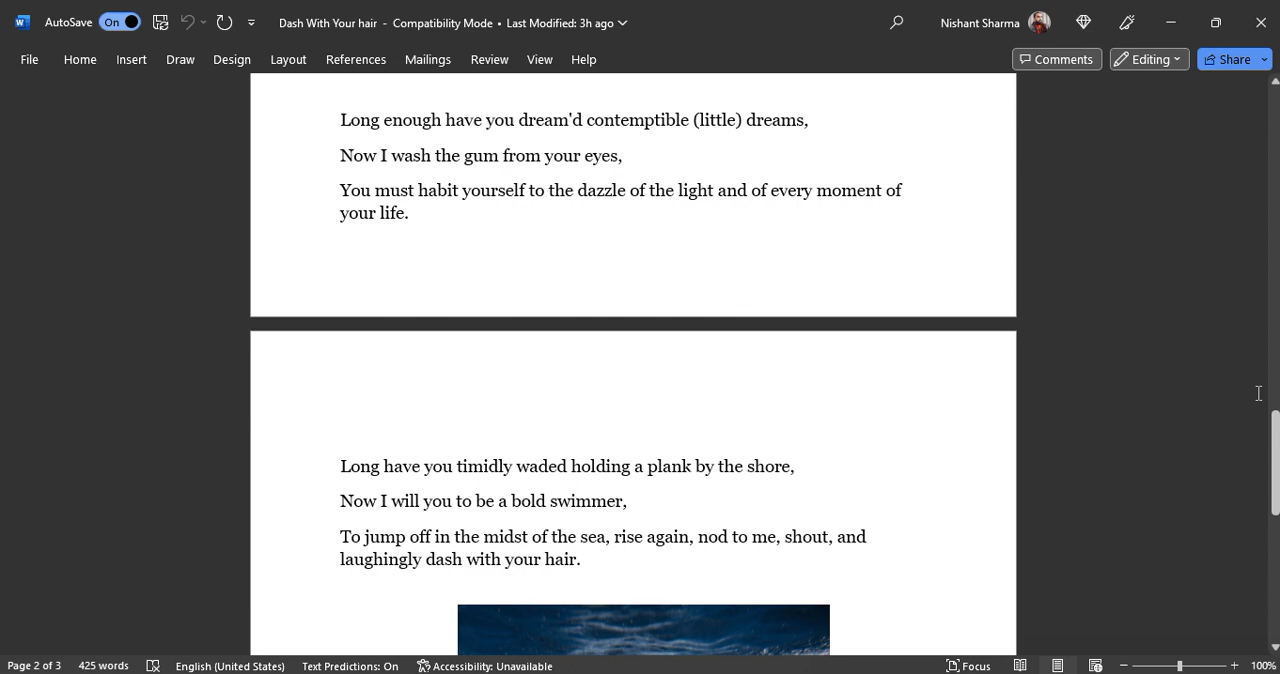 AutoSave On Dash With Your hair - Compatibility Mode • Last Modified: 3h ago Nishant Sharma
File Home Insert Draw Design Layout References Mailings Review View Help Comments Editing Share
Long enough have you dream'd contemptible (little) dreams,
Now I wash the gum from your eyes,
You must habit yourself to the dazzle of the light and of every moment of
your life.
Long have you timidly waded holding a plank by the shore,
Now I will you to be a bold swimmer,
To jump off in the midst of the sea, rise again, nod to me, shout, and
laughingly dash with your hair.
Page 2 of 3 425 words English (United States) Text Predictions: On Accessibility: Unavailable Focus 100%